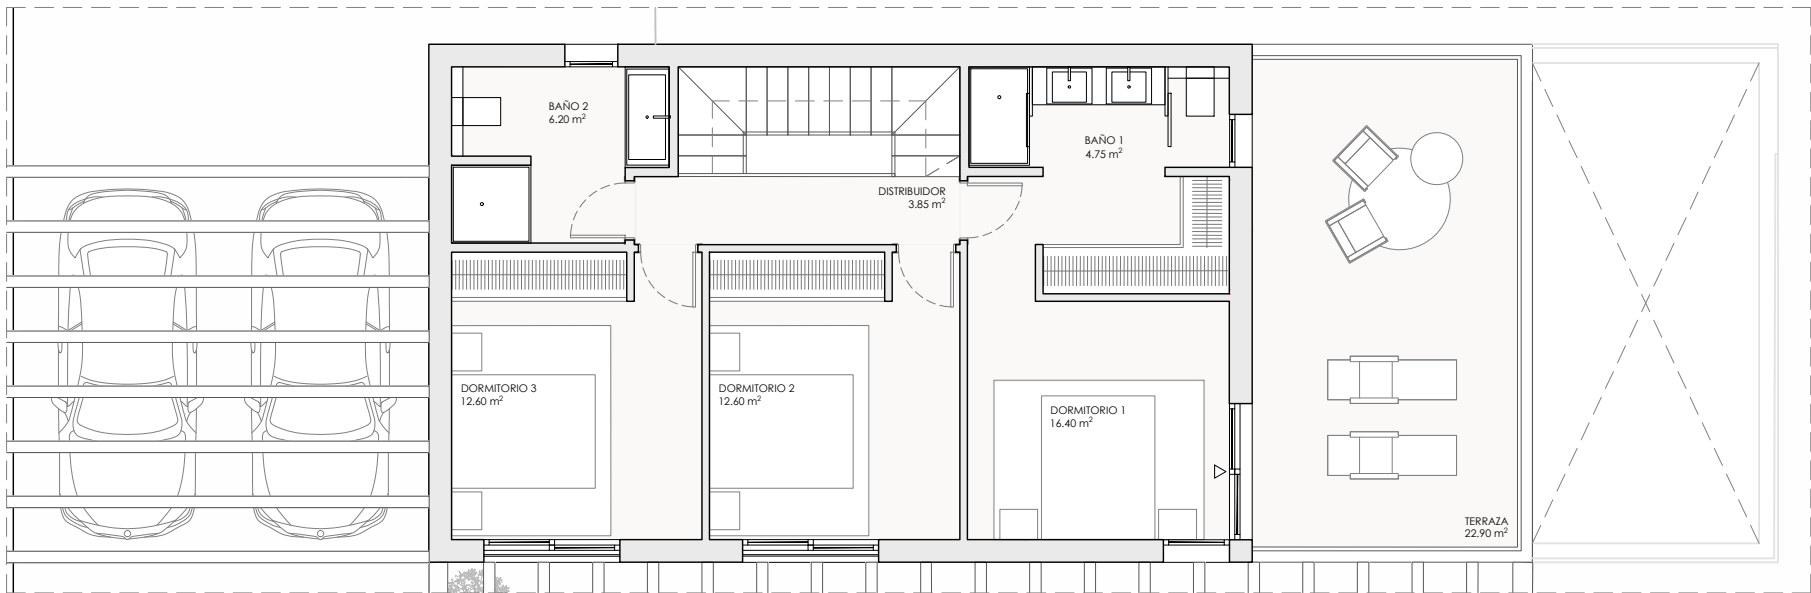 BAÑO 2
6.20 m²
BAÑO 1
4.75 m²
DISTRIBUIDOR
3.85 m²
DORMITORIO 3
12.60 m²
DORMITORIO 2
12.60 m²
DORMITORIO 1
16.40 m²
TERRAZA
22.90 m²